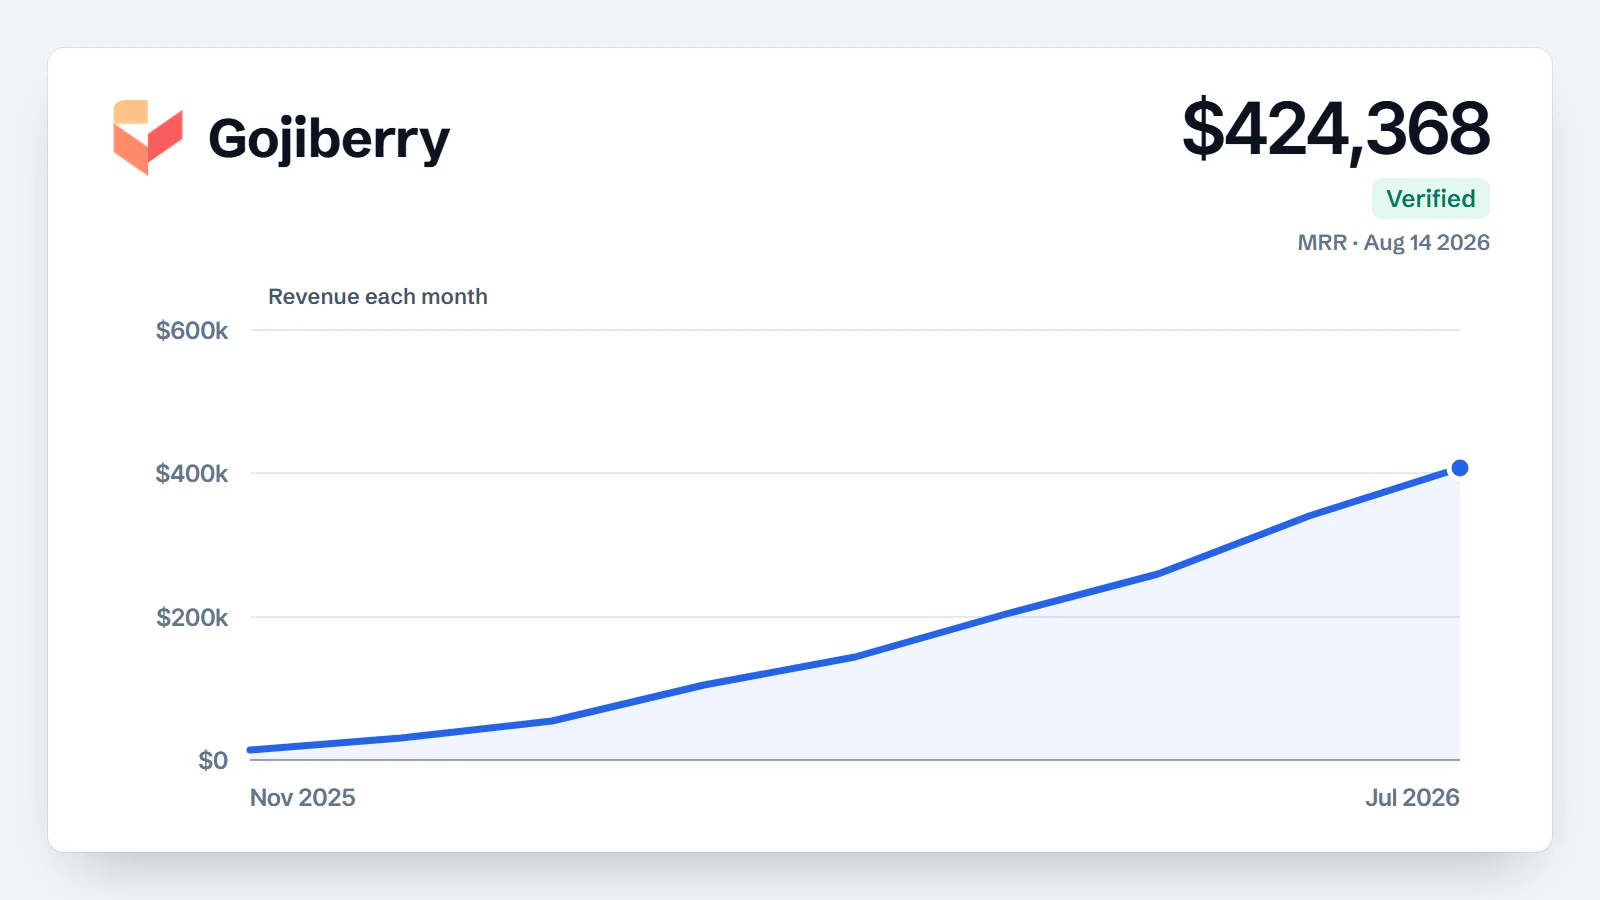 Gojiberry
$424,368
Verified
MRR · Aug 14 2026
Revenue each month
$600k
$400k
$200k
$0
Nov 2025
Jul 2026